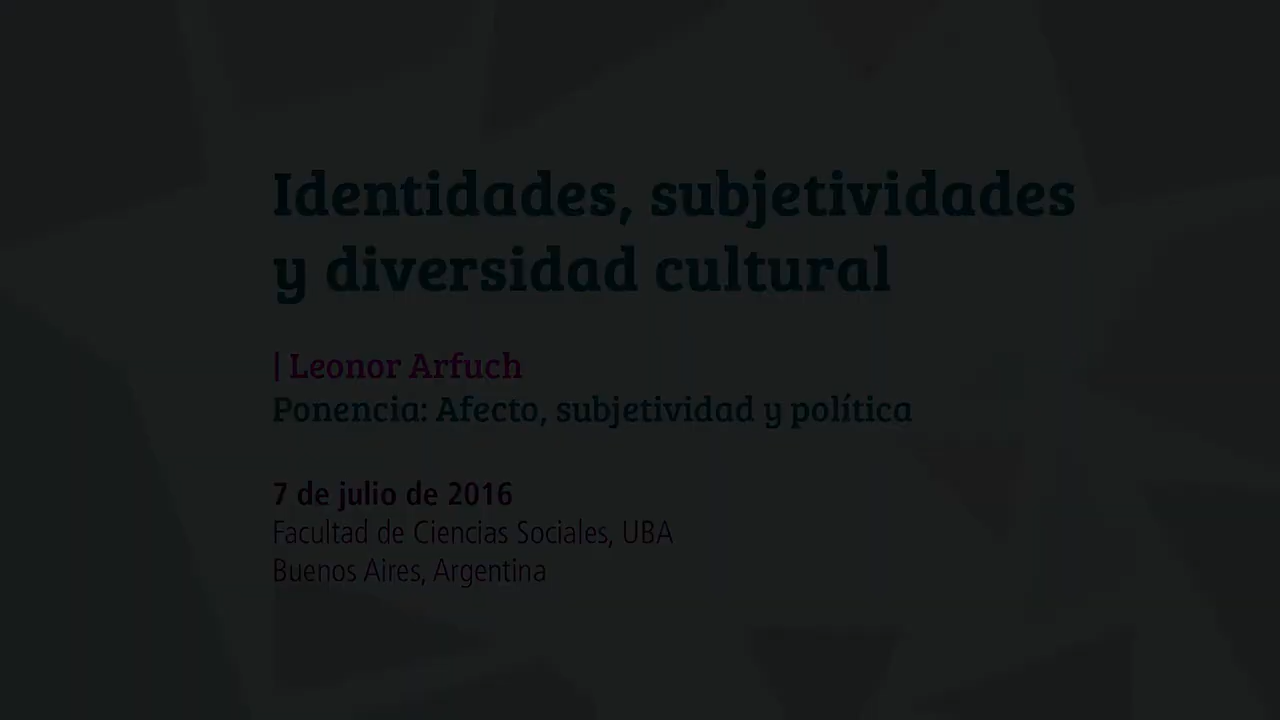 Identidades, subjetividades
y diversidad cultural
| Leonor Arfuch
Ponencia: Afecto, subjetividad y política
7 de julio de 2016
Facultad de Ciencias Sociales, UBA
Buenos Aires, Argentina